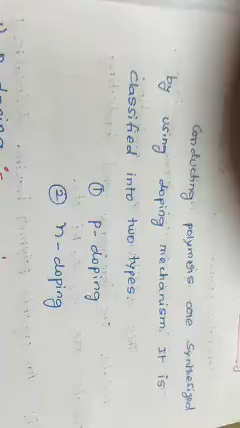 Conducting polymers are synthesized
by using doping mechanism. It is
classified into two types.
① p-doping
② n-doping